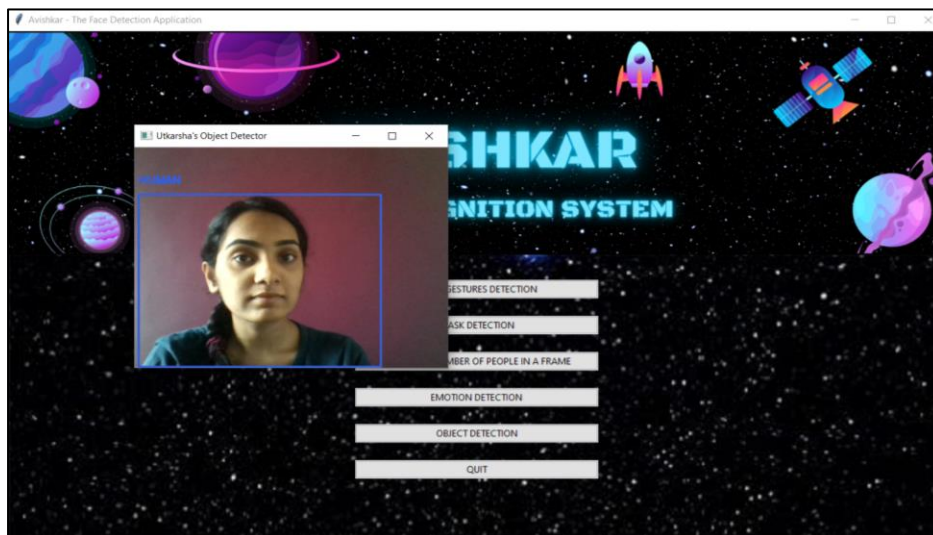 Avishkar - The Face Detection Application
Utkarsha's Object Detector
SHKAR
GNITION SYSTEM
GESTURES DETECTION
ASK DETECTION
MBER OF PEOPLE IN A FRAME
EMOTION DETECTION
OBJECT DETECTION
QUIT